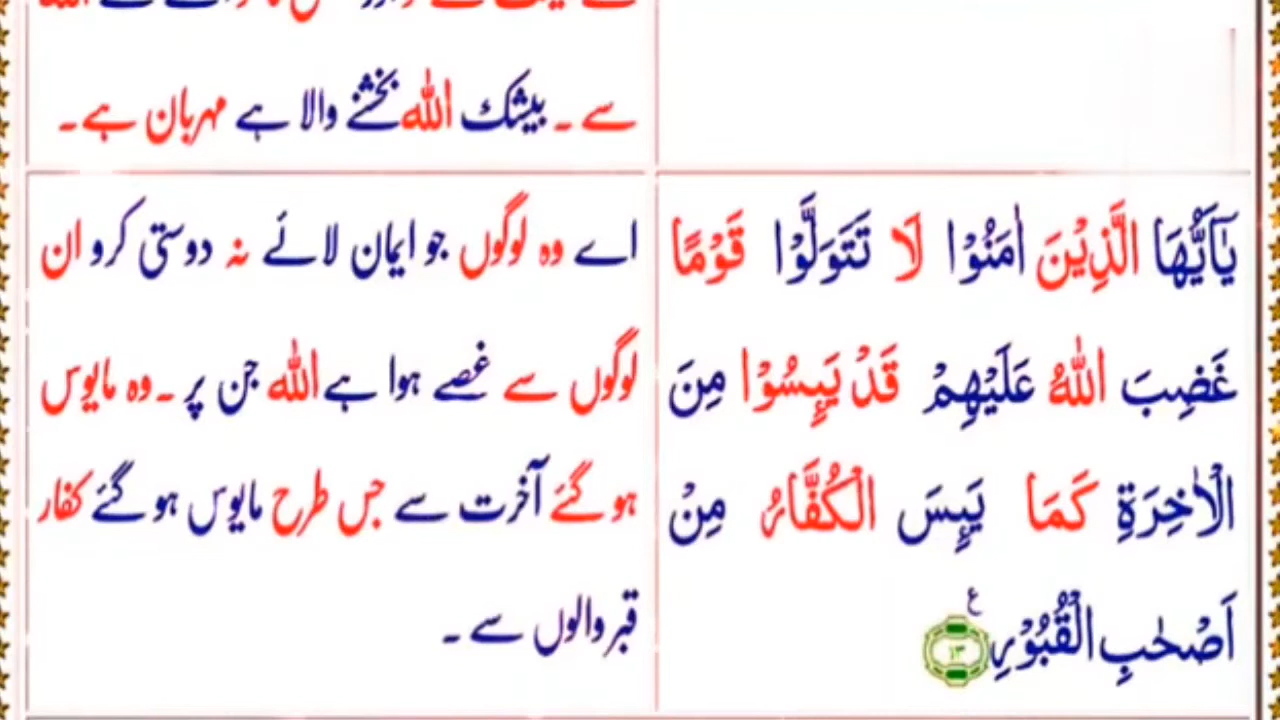 سے ۔ بیشک اللہ بخشنے والا ہے مہربان ہے ۔
یٰۤاَیُّهَا الَّذِیْنَ اٰمَنُوْا لَا تَتَوَلَّوْا قَوْمًا
غَضِبَ اللّٰهُ عَلَیْهِمْ قَدْ یَىِٕسُوْا مِنَ
الْاٰخِرَةِ كَمَا یَىِٕسَ الْكُفَّارُ مِنْ
اَصْحٰبِ الْقُبُوْرِ ع ١٣
اے وہ لوگوں جو ایمان لائے نہ دوستی کرو ان
لوگوں سے غصے ہوا ہے اللہ جن پر ۔ وہ مایوس
ہو گئے آخرت سے جس طرح مایوس ہو گئے کفار
قبر والوں سے ۔